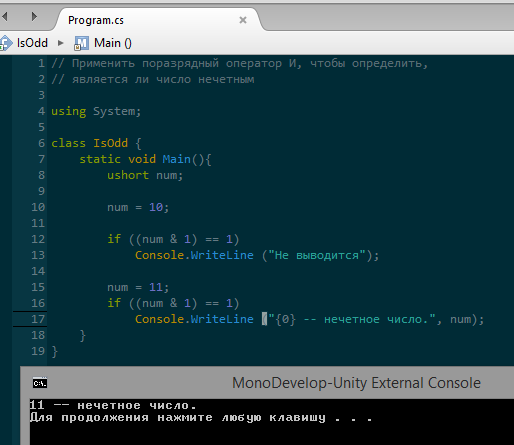 Program.cs
IsOdd ▸ Main ()
1 // Применить поразрядный оператор И, чтобы определить,
2 // является ли число нечетным
3
4 using System;
5
6 class IsOdd {
7     static void Main(){
8         ushort num;
9
10         num = 10;
11
12         if ((num & 1) == 1)
13             Console.WriteLine ("Не выводится");
14
15         num = 11;
16         if ((num & 1) == 1)
17             Console.WriteLine ("{0} -- нечетное число.", num);
18     }
19 }
C:\. MonoDevelop-Unity External Console
11 -- нечетное число.
Для продолжения нажмите любую клавишу . . .